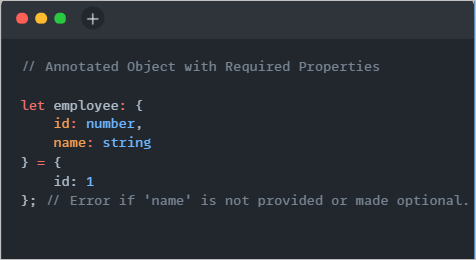 // Annotated Object with Required Properties
let employee: {
    id: number,
    name: string
} = {
    id: 1
}; // Error if 'name' is not provided or made optional.